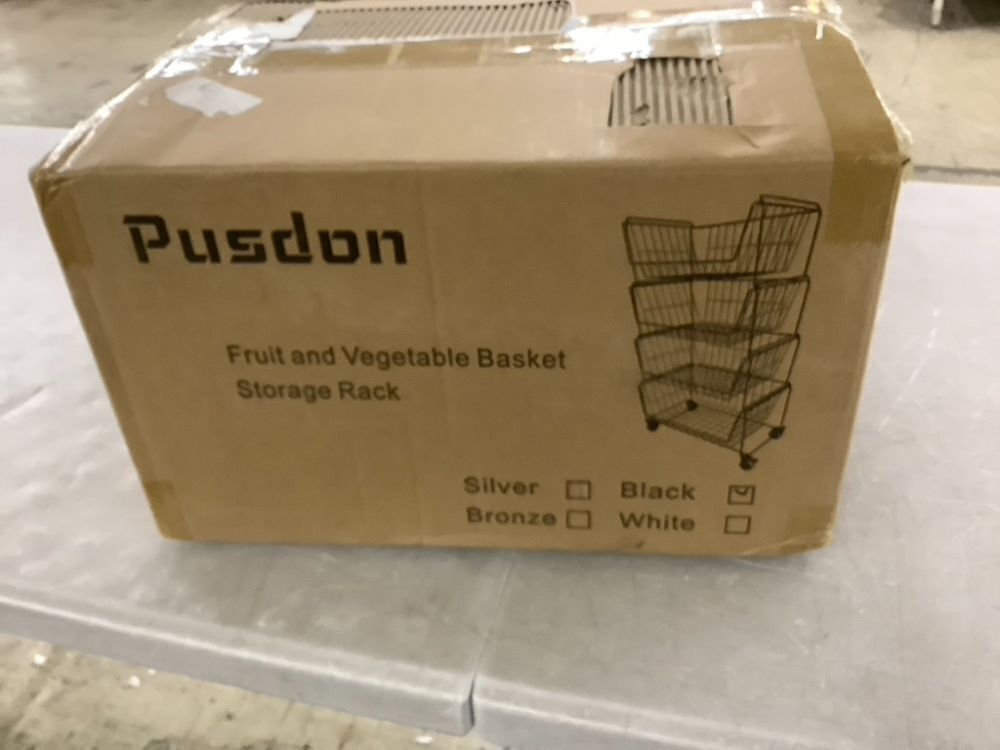 Pusdon
Fruit and Vegetable Basket
Storage Rack
Silver Black
Bronze White